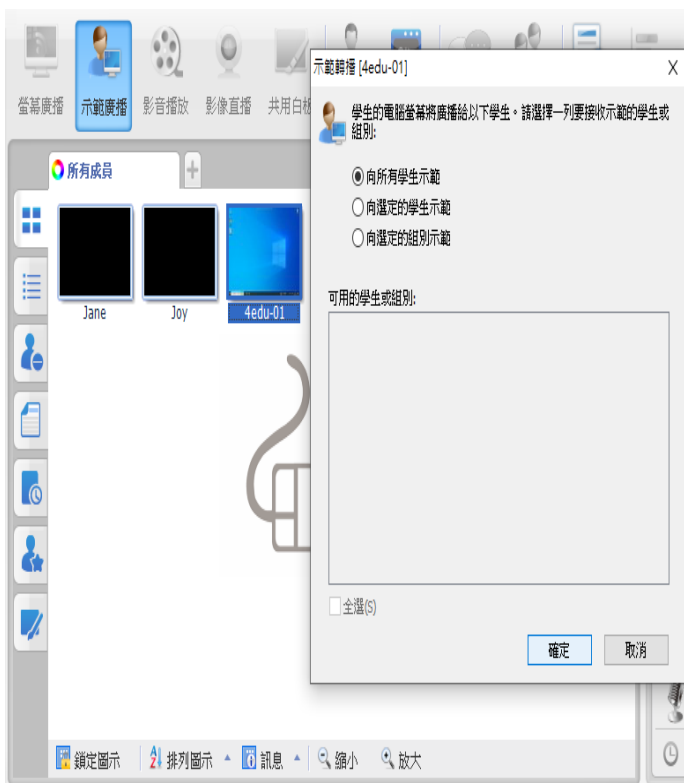 螢幕廣播
示範廣播
影音播放
影像直播
共用白板
示範轉播 [4edu-01]
學生的電腦螢幕將廣播給以下學生。請選擇一列要接收示範的學生或
組別:
向所有學生示範
向選定的學生示範
向選定的組別示範
可用的學生或組別:
全選(S)
確定
取消
所有成員
Jane
Joy
4edu-01
鎖定圖示
排列圖示
訊息
縮小
放大